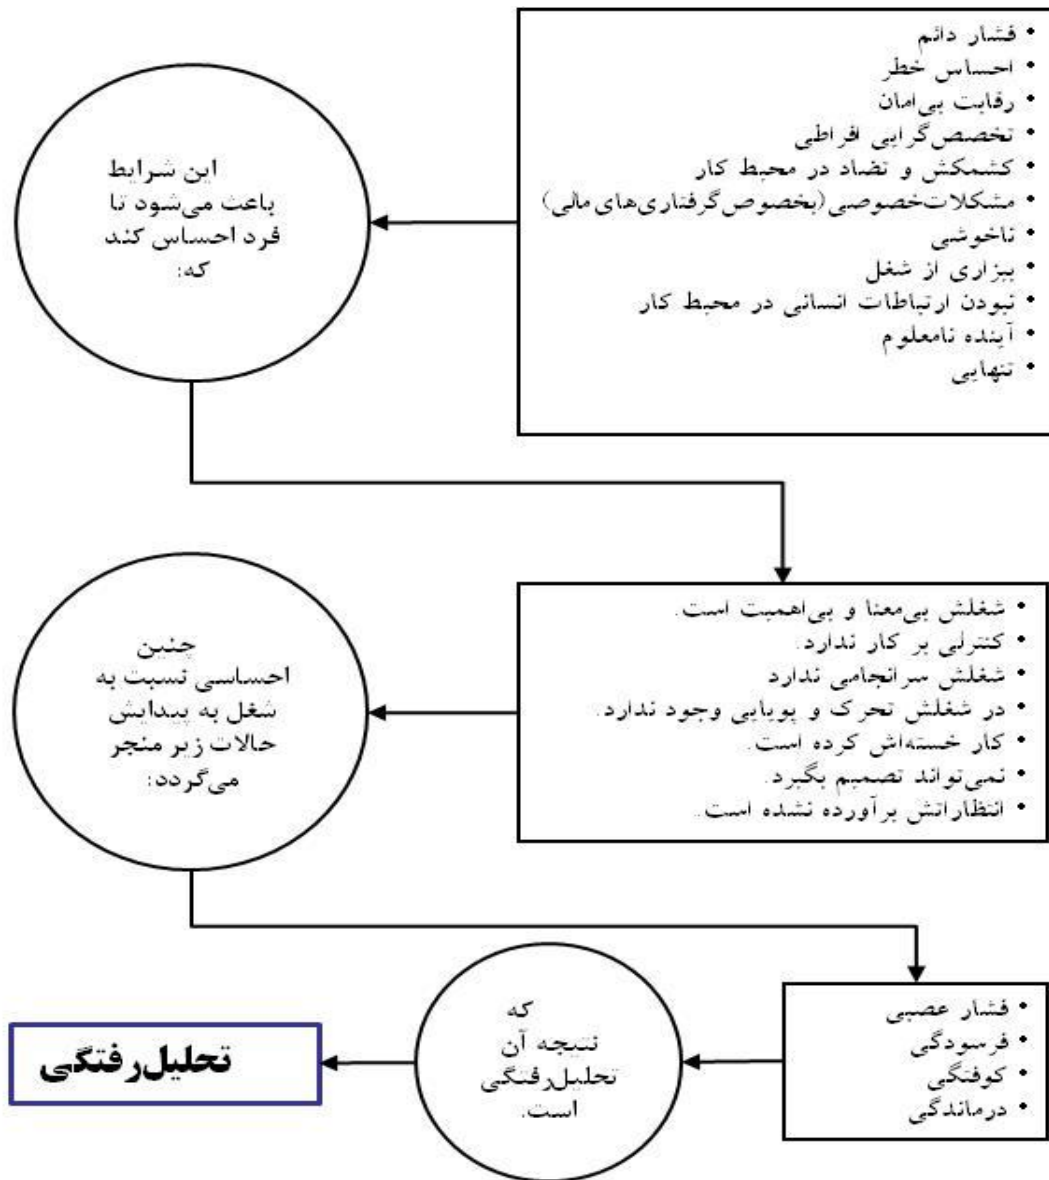 • فشار دائم
• احساس خطر
• رقابت بی‌امان
• تخصص‌گرایی افراطی
• کشمکش و تضاد در محیط کار
• مشکلات‌خصوصی(بخصوص‌گرفتاری‌های‌مالی)
• ناخوشی
• بیزاری از شغل
• نبودن ارتباطات انسانی در محیط کار
• آینده نامعلوم
• تنهایی
این شرایط
باعث می‌شود تا
فرد احساس کند
که:
• شغلش بی‌معنا و بی‌اهمیت است.
• کنترلی بر کار ندارد.
• شغلش سرانجامی ندارد
• در شغلش تحرک و پویایی وجود ندارد.
• کار خسته‌اش کرده است.
• نمی‌تواند تصمیم بگیرد.
• انتظاراتش برآورده نشده است.
چنین
احساسی نسبت به
شغل به پیدایش
حالات زیر منجر
می‌گردد:
• فشار عصبی
• فرسودگی
• کوفتگی
• درماندگی
که
نتیجه آن
تحلیل‌رفتگی
است.
تحلیل‌رفتگی